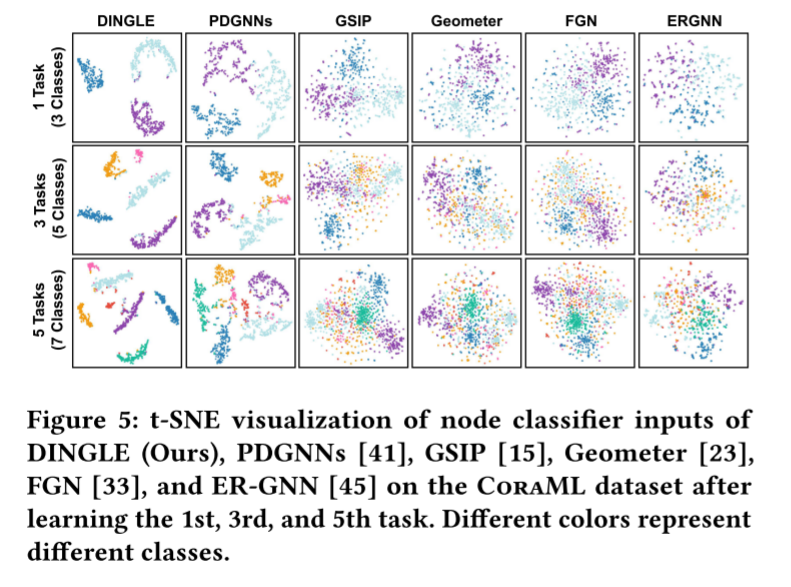 DINGLE PDGNNs GSIP Geometer FGN ERGNN
1 Task
(3 Classes)
3 Tasks
(5 Classes)
5 Tasks
(7 Classes)
Figure 5: t-SNE visualization of node classifier inputs of
DINGLE (Ours), PDGNNs [41], GSIP [15], Geometer [23],
FGN [33], and ER-GNN [45] on the CoraML dataset after
learning the 1st, 3rd, and 5th task. Different colors represent
different classes.